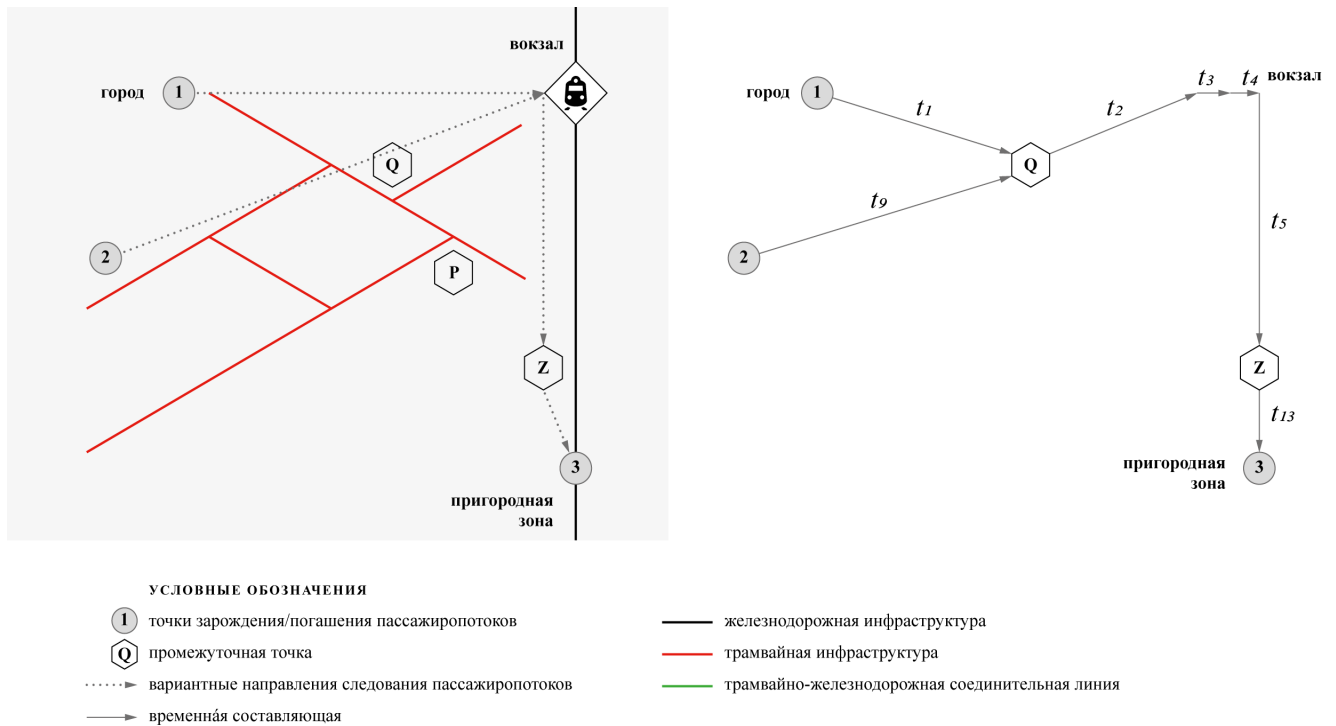 вокзал
город
1
Q
2
P
Z
3
пригородная
зона
город
1
t1
t2
t3
t4
вокзал
Q
t9
2
t5
Z
t13
пригородная
зона
3
УСЛОВНЫЕ ОБОЗНАЧЕНИЯ
1 точки зарождения/погашения пассажиропотоков
Q промежуточная точка
вариантные направления следования пассажиропотоков
временна́я составляющая
железнодорожная инфраструктура
трамвайная инфраструктура
трамвайно-железнодорожная соединительная линия